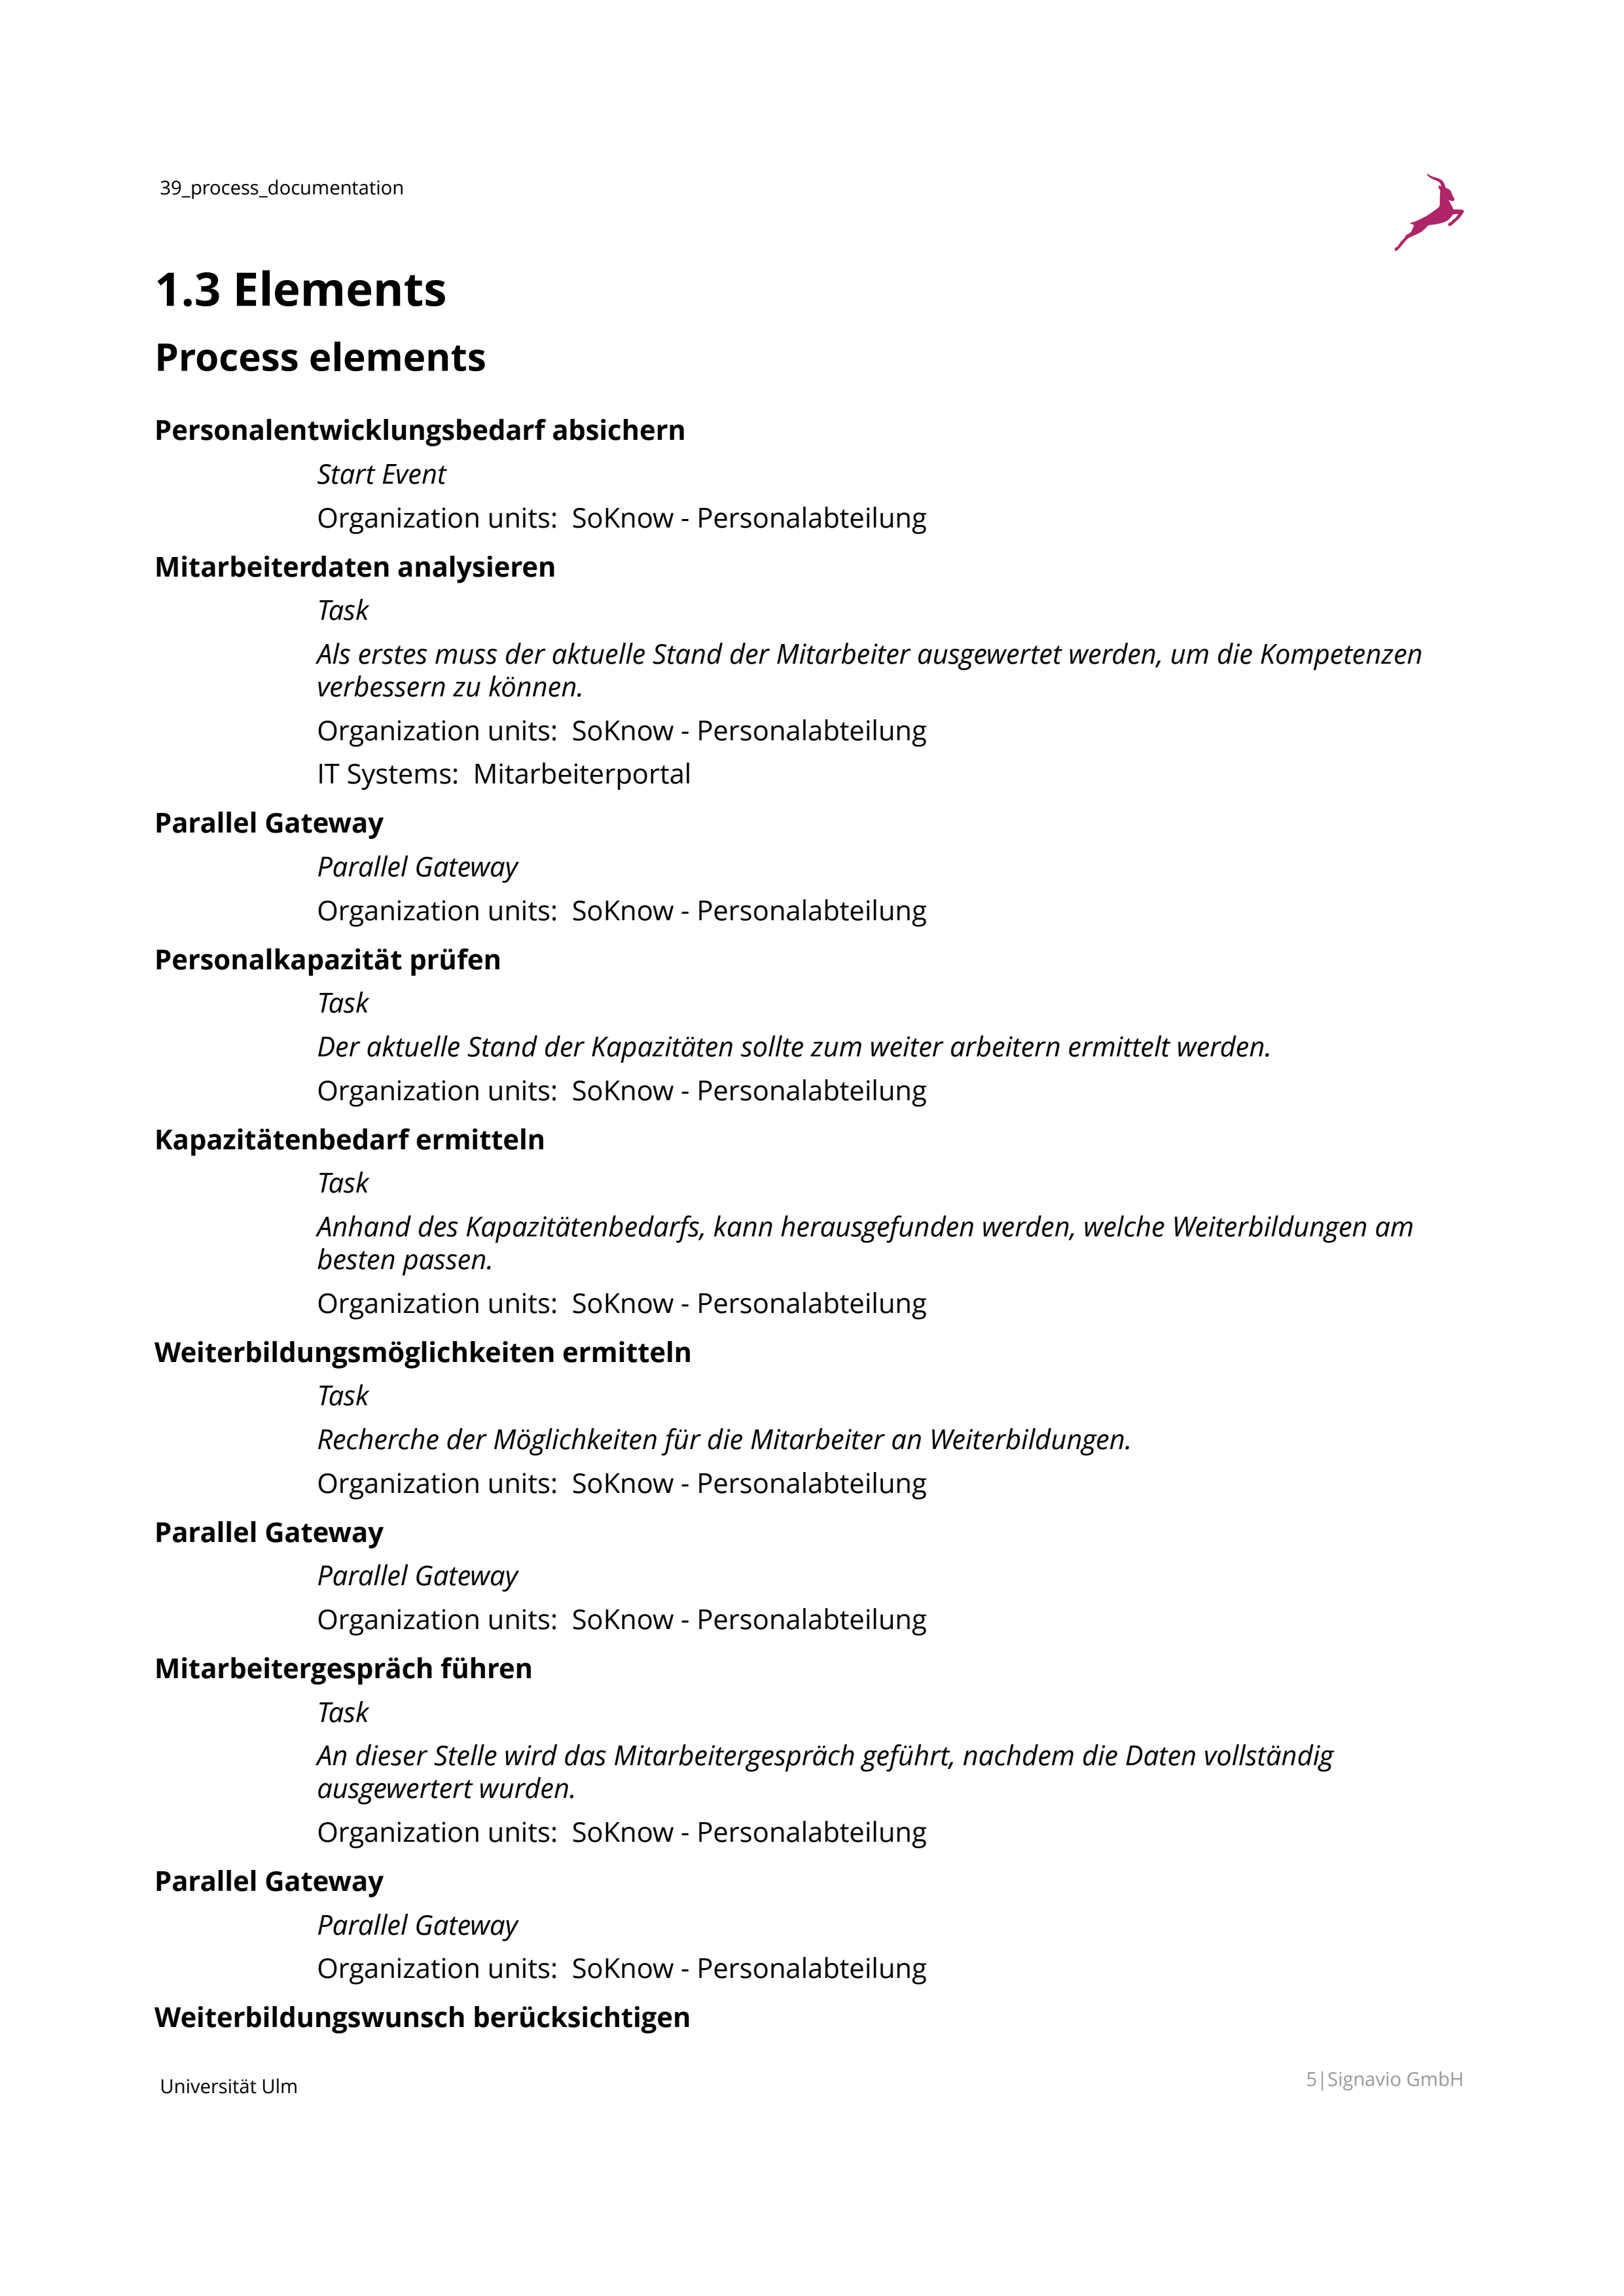 39_process_documentation
1.3 Elements
Process elements
Personalentwicklungsbedarf absichern
Start Event
Organization units:  SoKnow - Personalabteilung
Mitarbeiterdaten analysieren
Task
Als erstes muss der aktuelle Stand der Mitarbeiter ausgewertet werden, um die Kompetenzen
verbessern zu können.
Organization units:  SoKnow - Personalabteilung
IT Systems:  Mitarbeiterportal
Parallel Gateway
Parallel Gateway
Organization units:  SoKnow - Personalabteilung
Personalkapazität prüfen
Task
Der aktuelle Stand der Kapazitäten sollte zum weiter arbeitern ermittelt werden.
Organization units:  SoKnow - Personalabteilung
Kapazitätenbedarf ermitteln
Task
Anhand des Kapazitätenbedarfs, kann herausgefunden werden, welche Weiterbildungen am
besten passen.
Organization units:  SoKnow - Personalabteilung
Weiterbildungsmöglichkeiten ermitteln
Task
Recherche der Möglichkeiten für die Mitarbeiter an Weiterbildungen.
Organization units:  SoKnow - Personalabteilung
Parallel Gateway
Parallel Gateway
Organization units:  SoKnow - Personalabteilung
Mitarbeitergespräch führen
Task
An dieser Stelle wird das Mitarbeitergespräch geführt, nachdem die Daten vollständig
ausgewertert wurden.
Organization units:  SoKnow - Personalabteilung
Parallel Gateway
Parallel Gateway
Organization units:  SoKnow - Personalabteilung
Weiterbildungswunsch berücksichtigen
Universität Ulm
5|Signavio GmbH